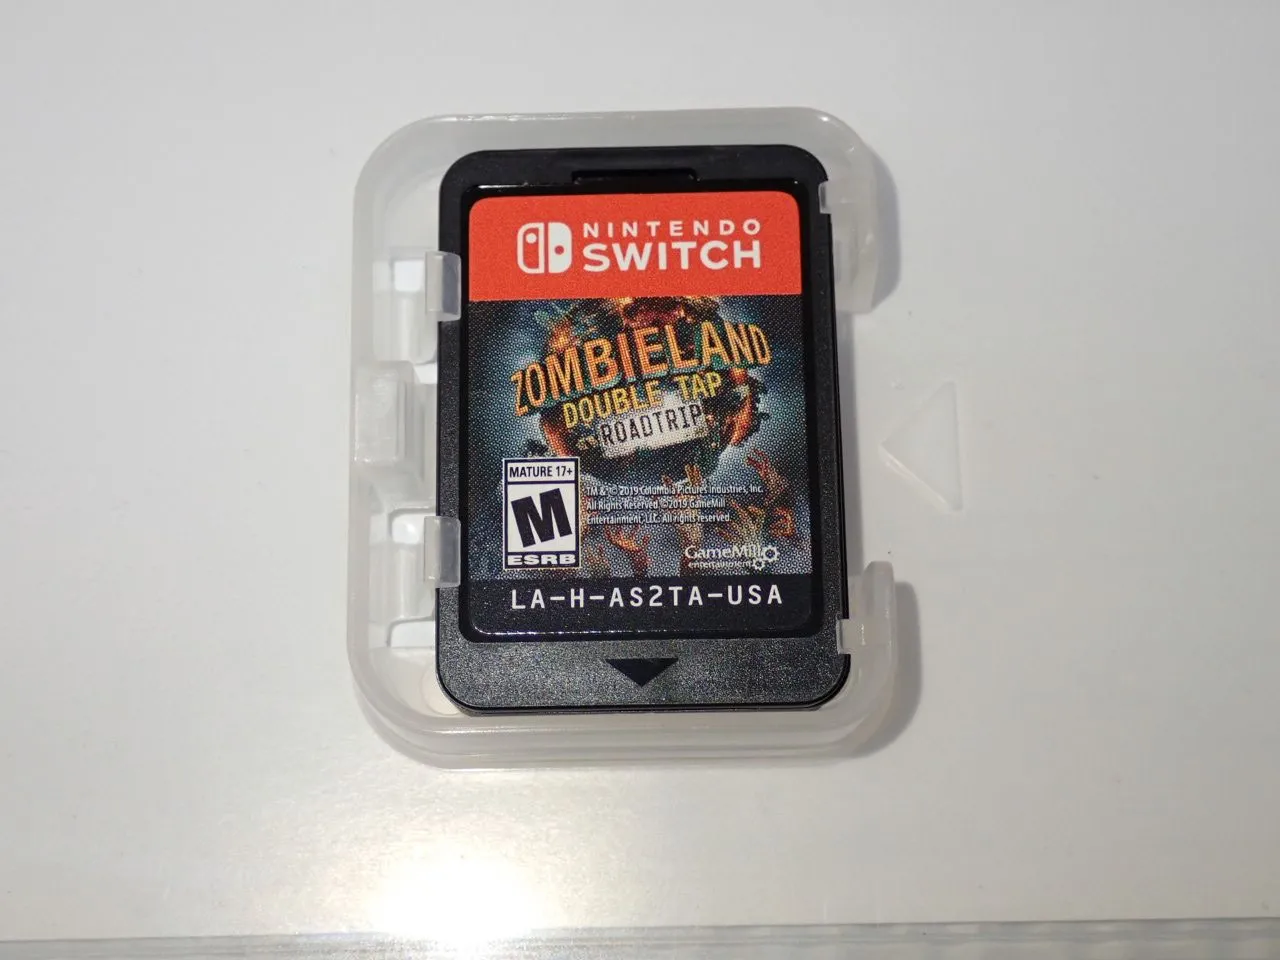 NINTENDO
SWITCH
ZOMBIELAND
DOUBLE TAP
ROADTRIP
MATURE 17+
M
ESRB
TM & © 2019 Columbia Pictures Industries, Inc.
All Rights Reserved. ©2019 GameMill
Entertainment, LLC. All rights reserved.
GameMill
entertainment
LA-H-AS2TA-USA